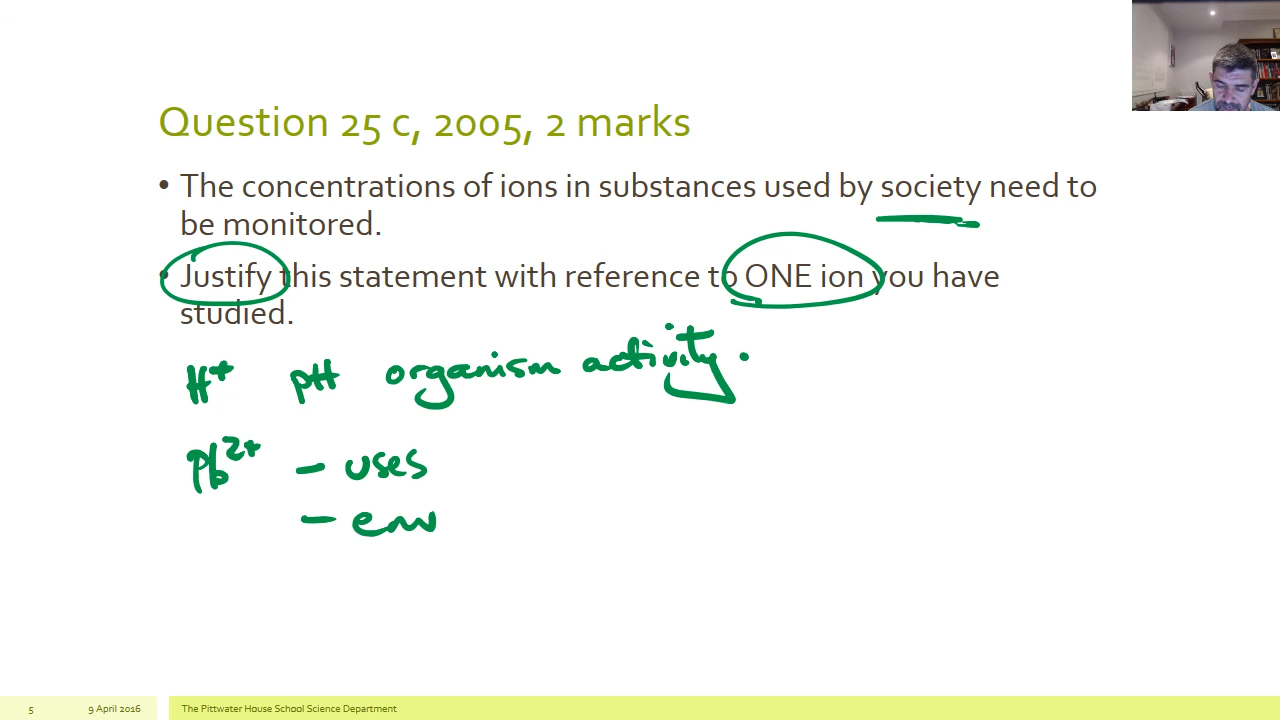 Question 25 c, 2005, 2 marks
• The concentrations of ions in substances used by society need to
be monitored.
• Justify this statement with reference to ONE ion you have
studied.
H+ pH organism activity.
Pb2+ – uses
– env
5 9 April 2016 The Pittwater House School Science Department